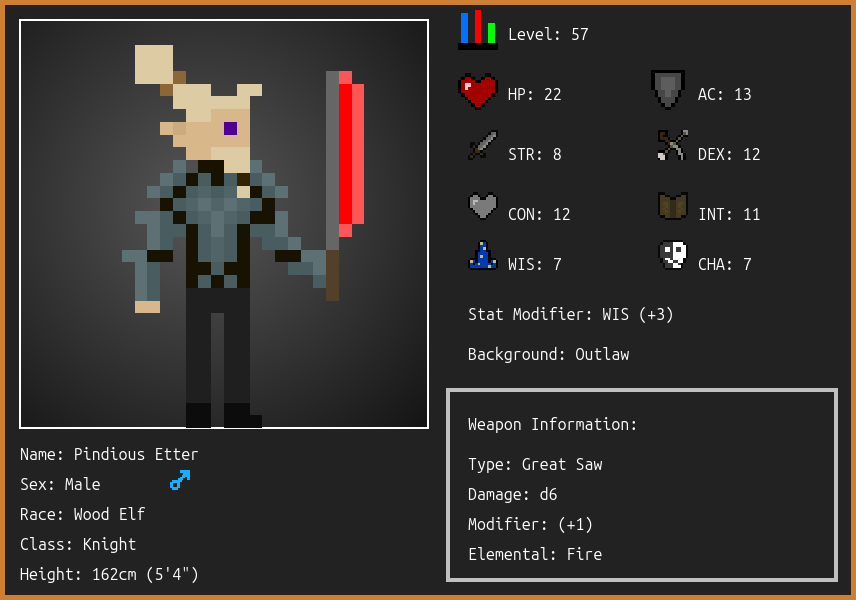 Level: 57
HP: 22
AC: 13
STR: 8
DEX: 12
CON: 12
INT: 11
WIS: 7
CHA: 7
Stat Modifier: WIS (+3)
Background: Outlaw
Weapon Information:
Type: Great Saw
Damage: d6
Modifier: (+1)
Elemental: Fire
Name: Pindious Etter
Sex: Male
Race: Wood Elf
Class: Knight
Height: 162cm (5'4")